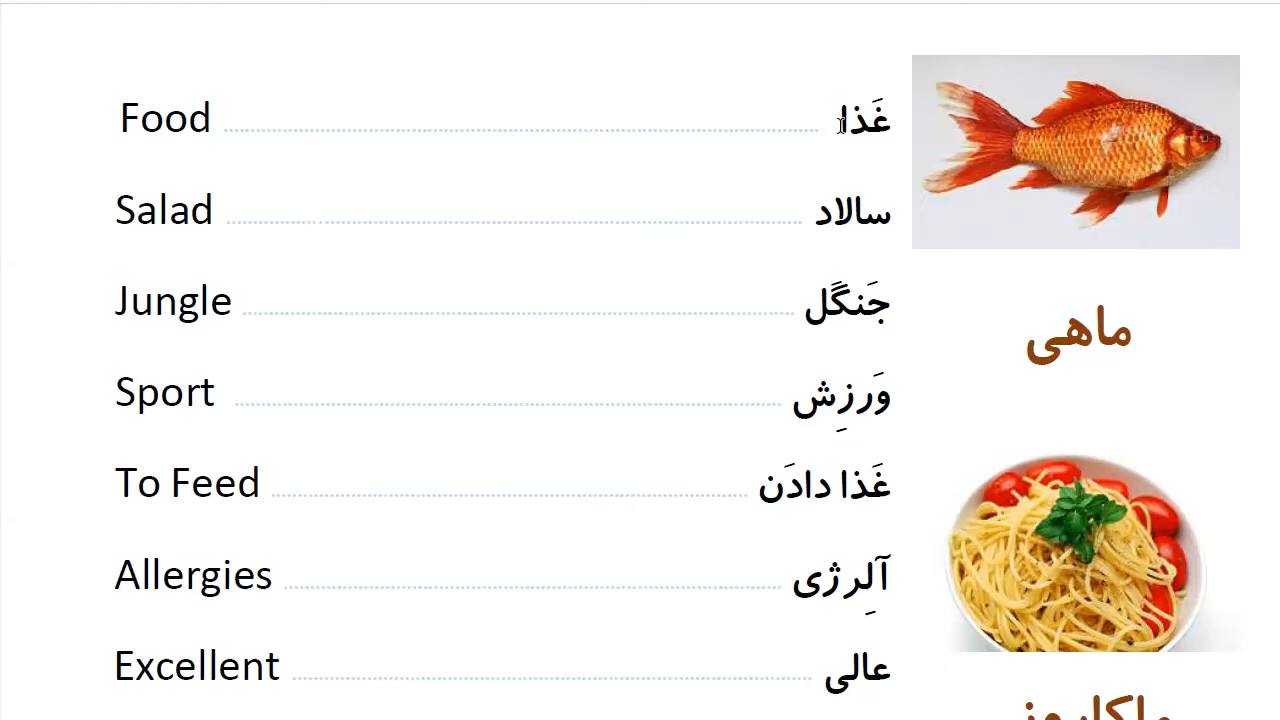 Food غَذا
Salad سالاد
Jungle جَنگَل
Sport وَرزِش
To Feed غَذا دادَن
Allergies آلِرژی
Excellent عالی
ماهی